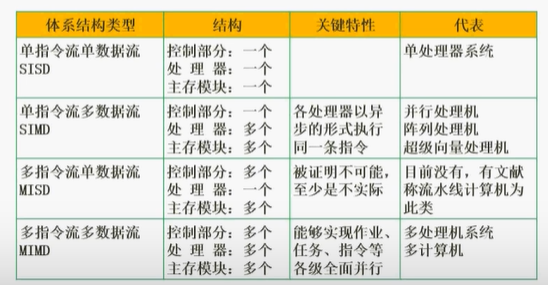 体系结构类型 结构 关键特性 代表
单指令流单数据流
SISD
控制部分：一个
处 理 器：一个
主存模块：一个
单处理器系统
单指令流多数据流
SIMD
控制部分：一个
处 理 器：多个
主存模块：多个
各处理器以异
步的形式执行
同一条指令
并行处理机
阵列处理机
超级向量处理机
多指令流单数据流
MISD
控制部分：多个
处 理 器：一个
主存模块：多个
被证明不可能，
至少是不实际
目前没有，有文献
称流水线计算机为
此类
多指令流多数据流
MIMD
控制部分：多个
处 理 器：多个
主存模块：多个
能够实现作业、
任务、指令等
各级全面并行
多处理机系统
多计算机